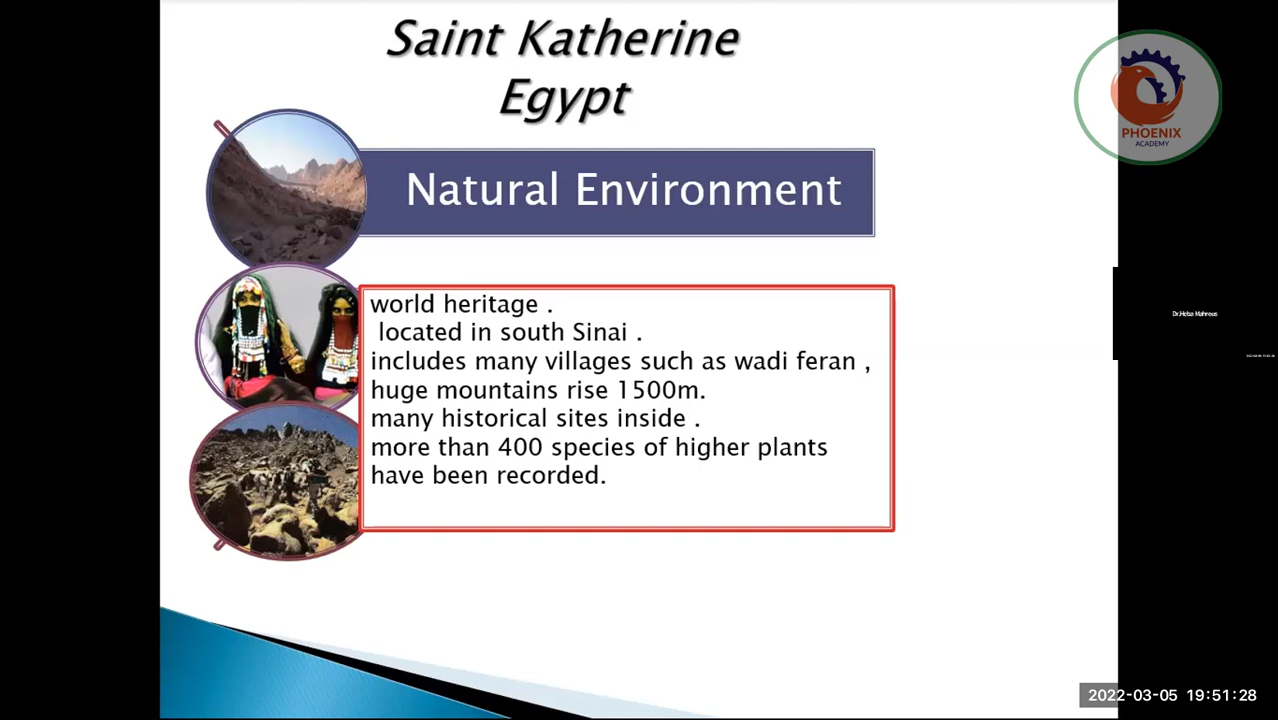 Saint Katherine
Egypt
PHOENIX
ACADEMY
Natural Environment
world heritage .
located in south Sinai .
includes many villages such as wadi feran ,
huge mountains rise 1500m.
many historical sites inside .
more than 400 species of higher plants
have been recorded.
Dr.Heba Mahrous
2022-03-05 19:51:28